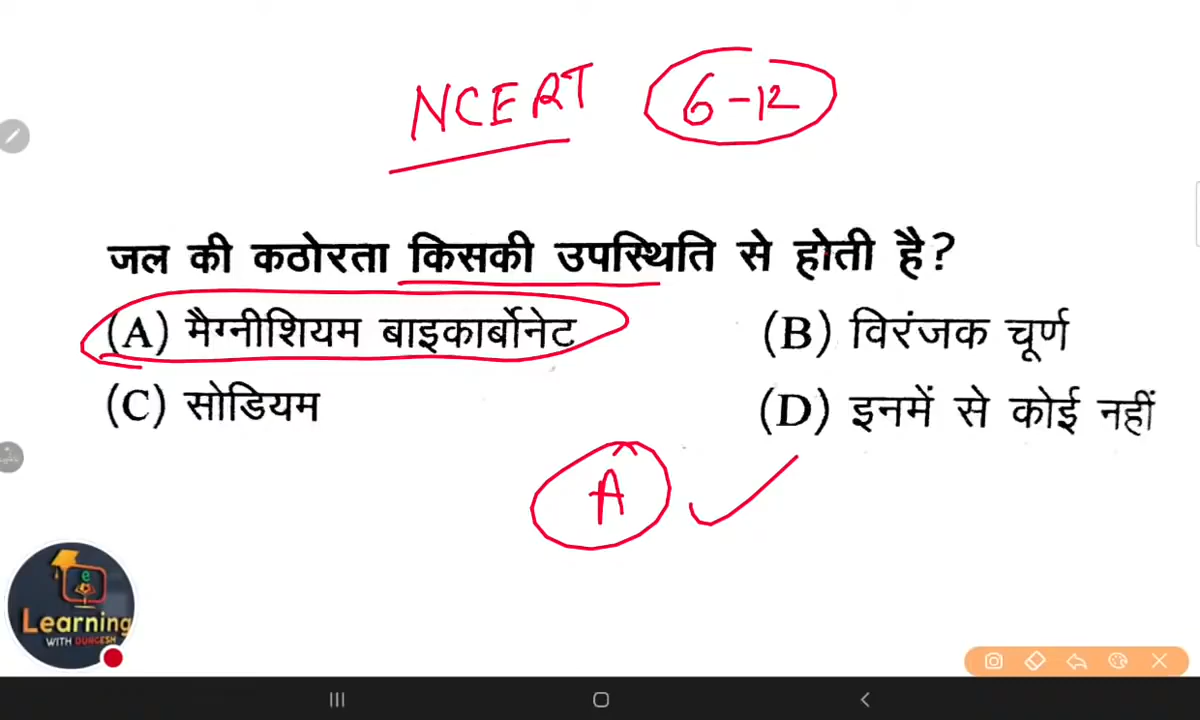 NCERT 6-12
जल की कठोरता किसकी उपस्थिति से होती है?
(A) मैग्नीशियम बाइकार्बोनेट (B) विरंजक चूर्ण
(C) सोडियम (D) इनमें से कोई नहीं
A
e
Learning
WITH DURGESH